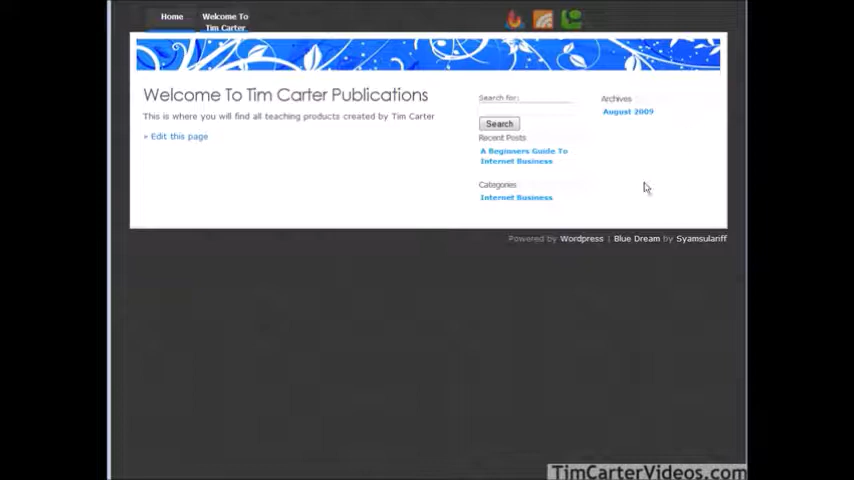 Home
Welcome To
Tim Carter
Welcome To Tim Carter Publications
This is where you will find all teaching products created by Tim Carter
» Edit this page
Search for:
Search
Recent Posts
A Beginners Guide To
Internet Business
Categories
Internet Business
Archives
August 2009
Powered by Wordpress | Blue Dream by Syamsulariff
TimCarterVideos.com